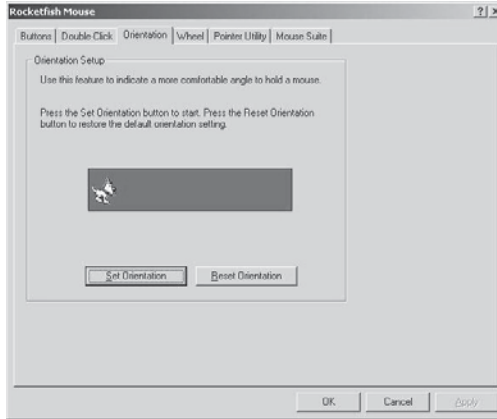 Rocketfish Mouse
Buttons Double Click Orientation Wheel Pointer Utility Mouse Suite
Orientation Setup
Use this feature to indicate a more comfortable angle to hold a mouse.
Press the Set Orientation button to start. Press the Reset Orientation
button to restore the default orientation setting.
Set Orientation Reset Orientation
OK Cancel Apply